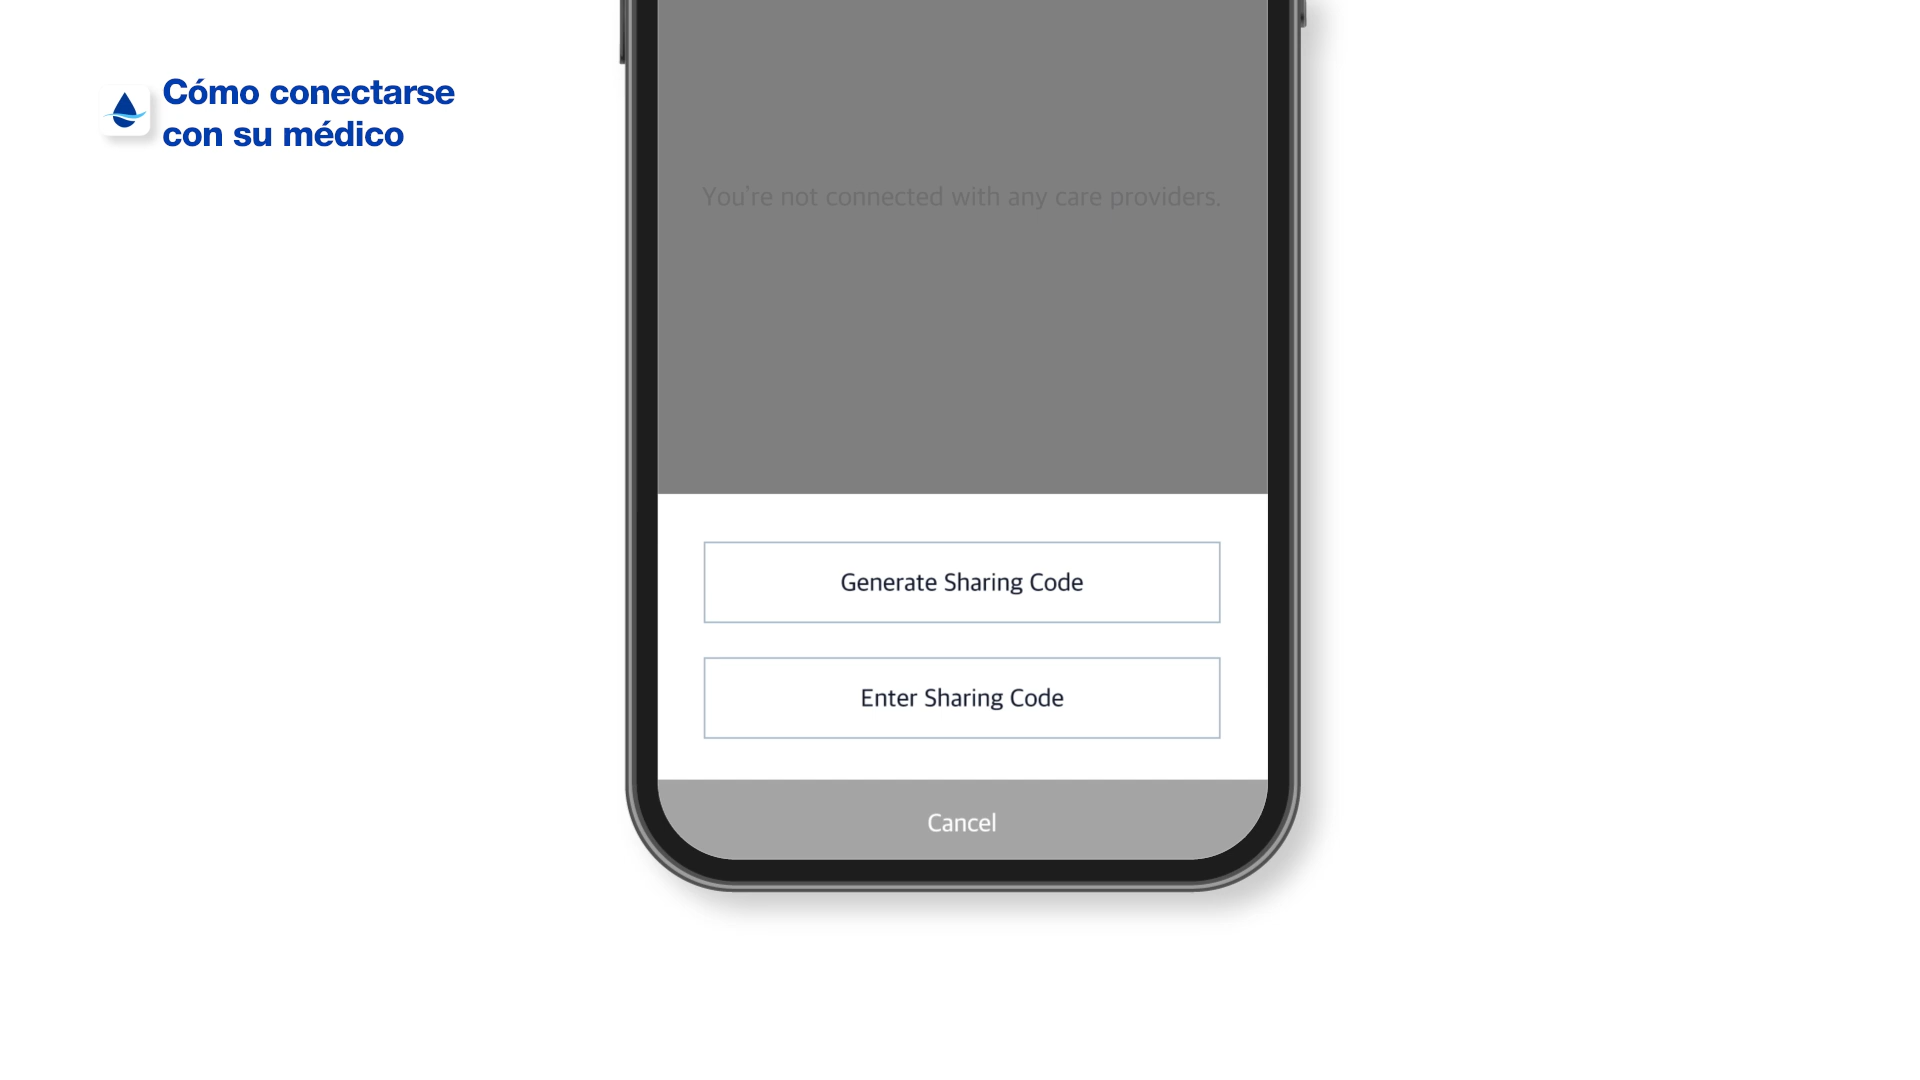 Cómo conectarse
con su médico
You're not connected with any care providers.
Generate Sharing Code
Enter Sharing Code
Cancel